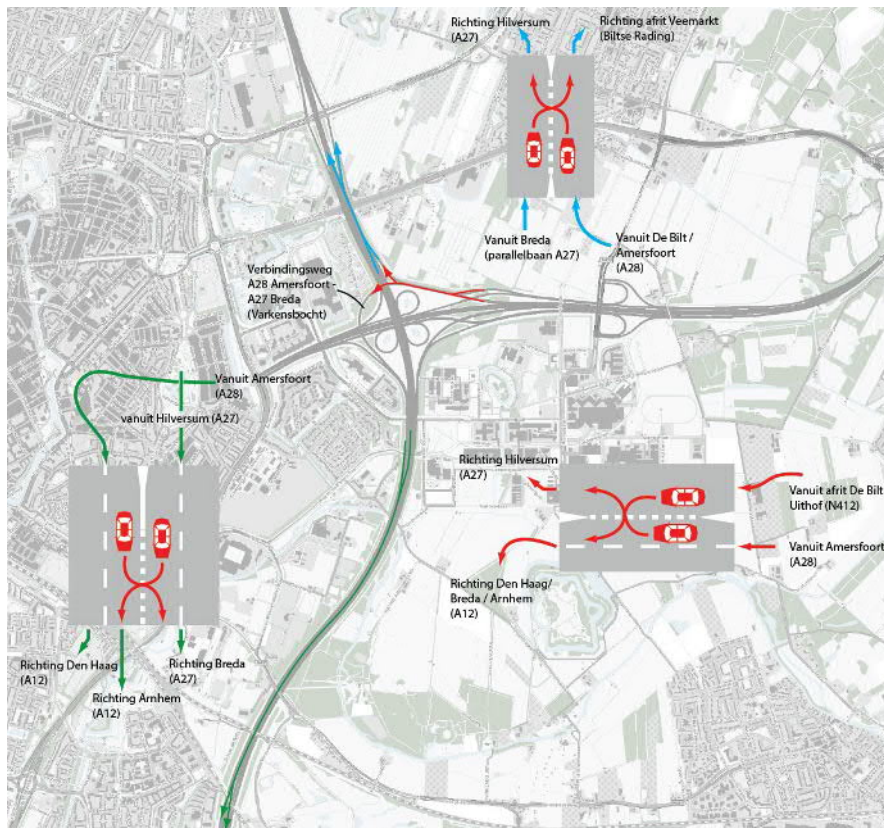 Richting Hilversum
(A27)
Richting afrit Veemarkt
(Biltse Rading)
Vanuit Breda
(parallelbaan A27)
Vanuit De Bilt /
Amersfoort
(A28)
Verbindingsweg
A28 Amersfoort -
A27 Breda
(Varkensbocht)
Vanuit Amersfoort
(A28)
vanuit Hilversum (A27)
Richting Hilversum
(A27)
Vanuit afrit De Bilt
Uithof (N412)
Vanuit Amersfoort
(A28)
Richting Den Haag/
Breda / Arnhem
(A12)
Richting Den Haag
(A12)
Richting Arnhem
(A12)
Richting Breda
(A27)